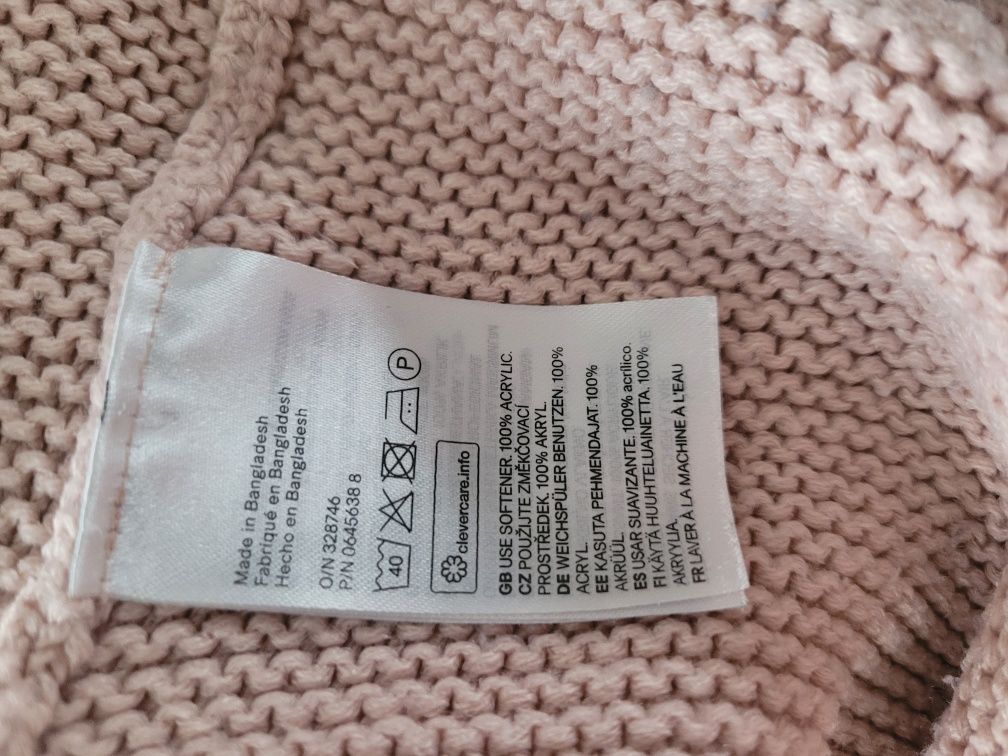 Made in Bangladesh
Fabriqué en Bangladesh
Hecho en Bangladesh
O/N 328746
P/N 0645638 8
40
P
clevercare.info
GB USE SOFTENER. 100% ACRYLIC.
CZ POUŽIJTE ZMĚKČOVACÍ
PROSTŘEDEK. 100% AKRYL.
DE WEICHSPÜLER BENUTZEN. 100%
ACRYL.
EE KASUTA PEHMENDAJAT. 100%
AKRÜÜL
ES USAR SUAVIZANTE. 100% acrílico.
FI KÄYTÄ HUUHTELUAINETTA. 100%
AKRYYLIA.
FR LAVER À LA MACHINE À L'EAU